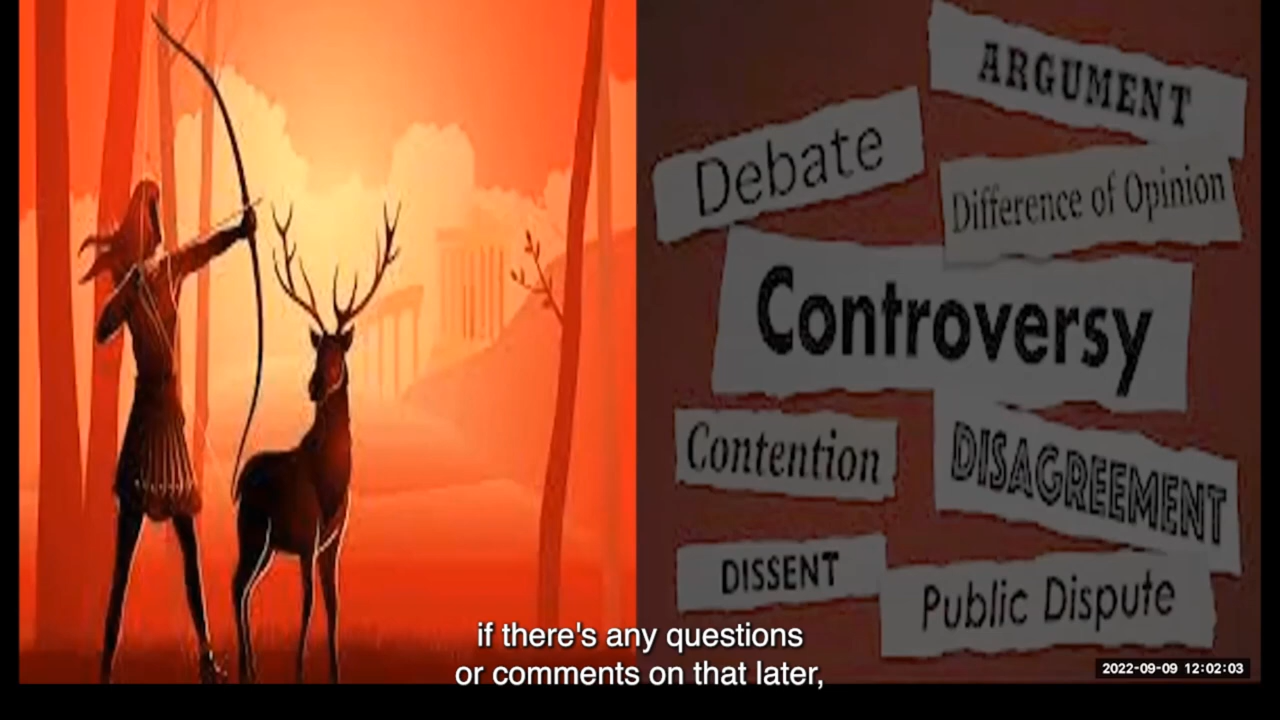 ARGUMENT
Debate
Difference of Opinion
Controversy
Contention
DISAGREEMENT
DISSENT
Public Dispute
if there's any questions
or comments on that later,
2022-09-09 12:02:03